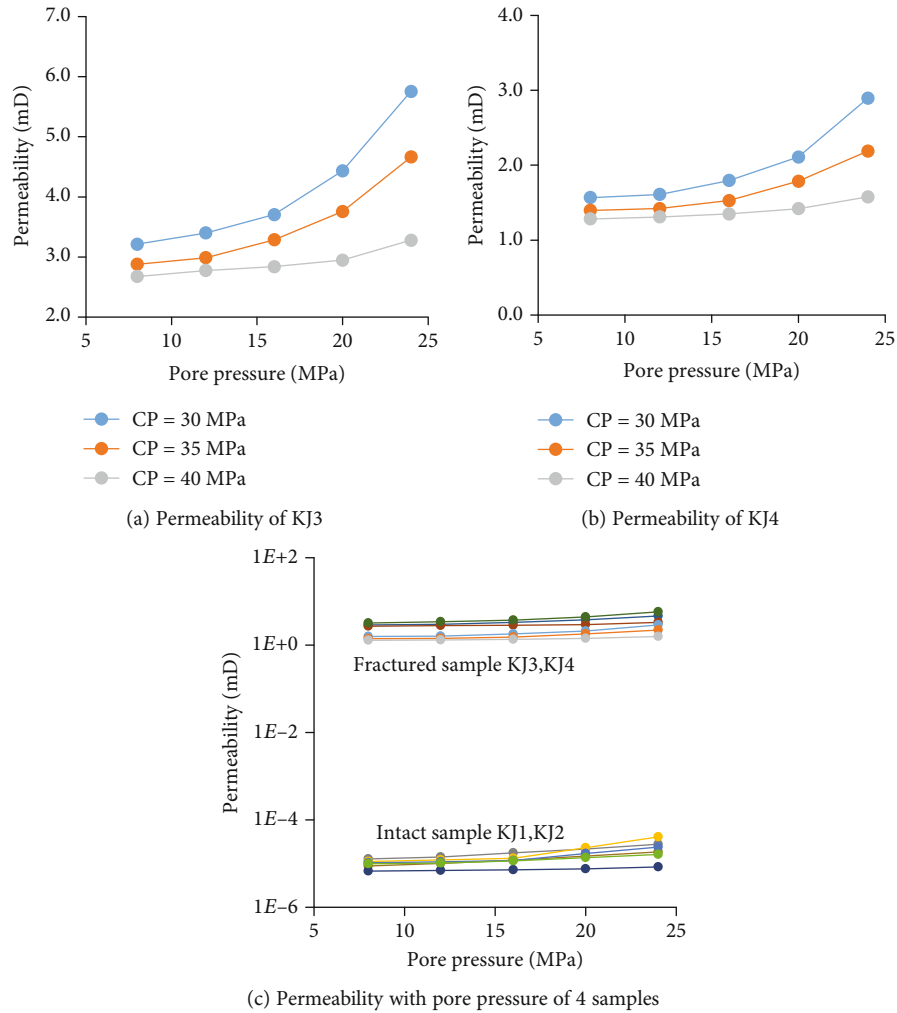 7.0
6.0
5.0
4.0
3.0
2.0
Permeability (mD)
5 10 15 20 25
Pore pressure (MPa)
CP = 30 MPa
CP = 35 MPa
CP = 40 MPa
(a) Permeability of KJ3
4.0
3.0
2.0
1.0
0.0
Permeability (mD)
5 10 15 20 25
Pore pressure (MPa)
CP = 30 MPa
CP = 35 MPa
CP = 40 MPa
(b) Permeability of KJ4
1E+2
1E+0
1E–2
1E–4
1E–6
Permeability (mD)
Fractured sample KJ3,KJ4
Intact sample KJ1,KJ2
5 10 15 20 25
Pore pressure (MPa)
(c) Permeability with pore pressure of 4 samples